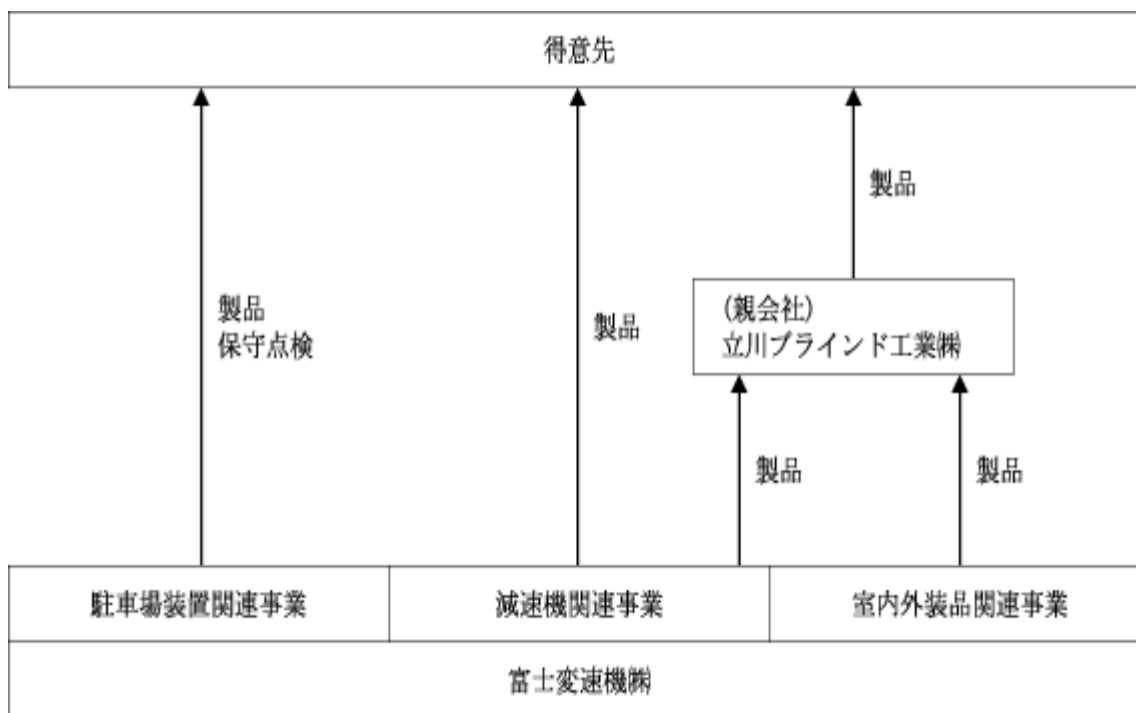 得意先
製品
製品
保守点検
製品
(親会社)
立川ブラインド工業㈱
製品
製品
駐車場装置関連事業
減速機関連事業
室内外装品関連事業
富士変速機㈱